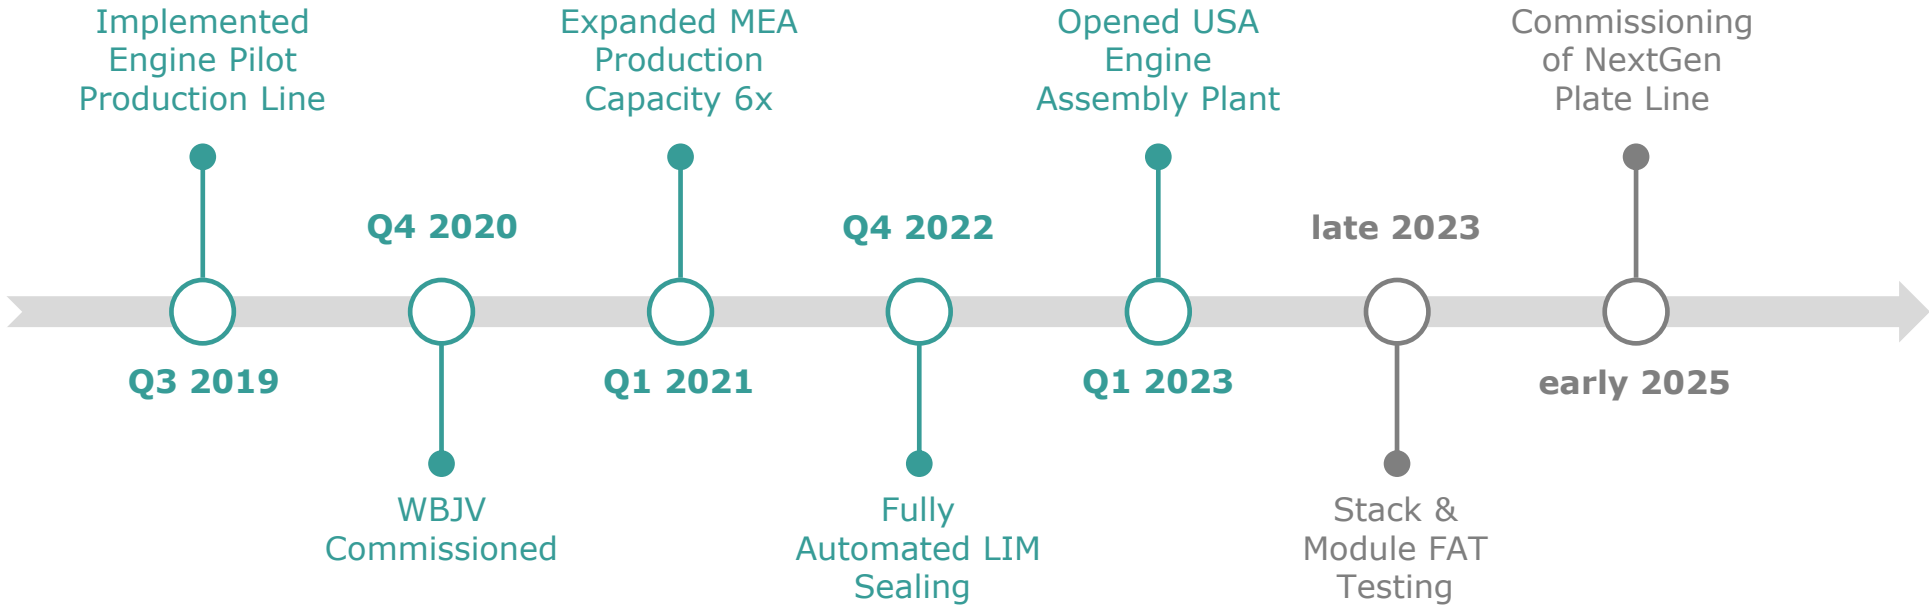 Implemented
Engine Pilot
Production Line
Expanded MEA
Production
Capacity 6x
Opened USA
Engine
Assembly Plant
Commissioning
of NextGen
Plate Line
Q4 2020
Q4 2022
late 2023
Q3 2019
Q1 2021
Q1 2023
early 2025
WBJV
Commissioned
Fully
Automated LIM
Sealing
Stack &
Module FAT
Testing